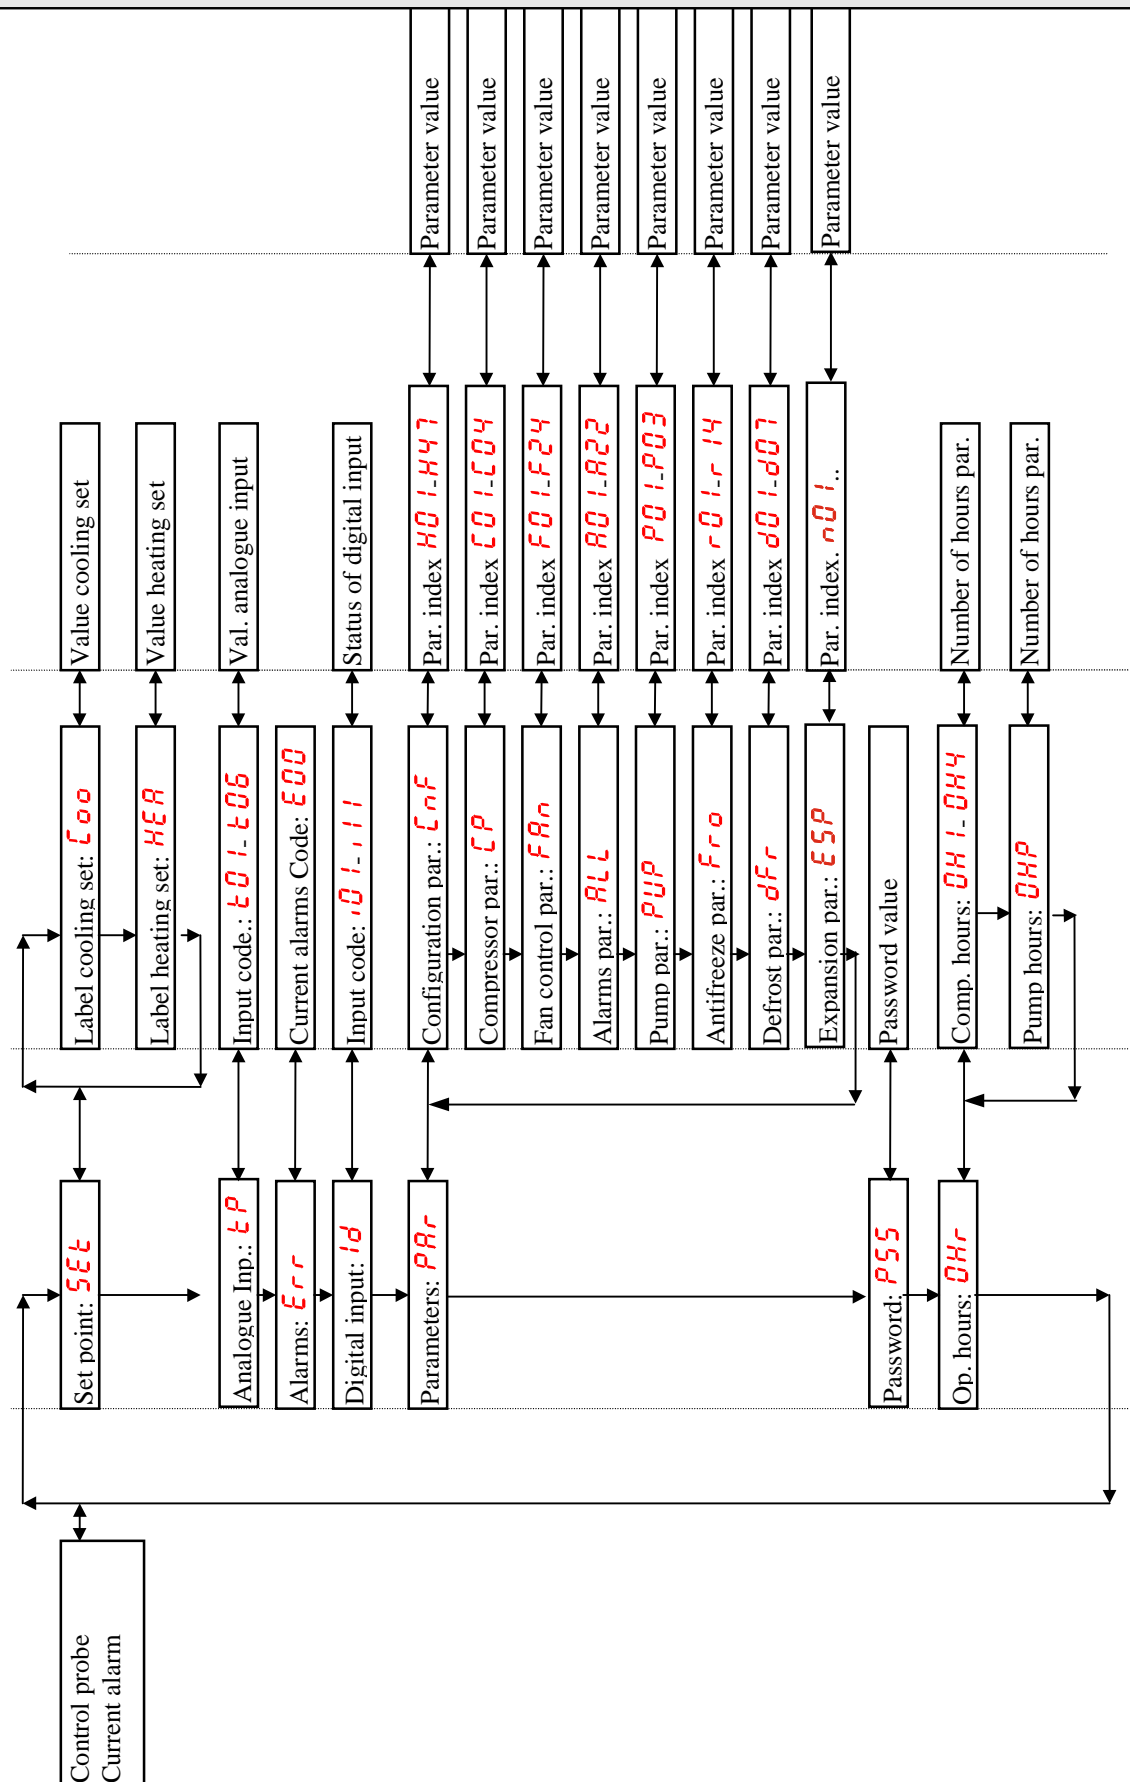 Control probe
Current alarm
Set point: SEt
Analogue Inp.: tP
Alarms: Err
Digital input: Id
Parameters: PAr
Password: PSS
Op. hours: OHr
Label cooling set: Coo
Label heating set: HEA
Input code.: t01-t06
Current alarms Code: E00
Input code: i01-i11
Configuration par.: CnF
Compressor par.: CP
Fan control par.: FAn
Alarms par.: ALL
Pump par.: PUP
Antifreeze par.: Fro
Defrost par.: dFr
Expansion par.: ESP
Password value
Comp. hours: OH1-OH4
Pump hours: OHP
Value cooling set
Value heating set
Val. analogue input
Status of digital input
Par. index H01-H47
Par. index C01-C04
Par. index F01-F24
Par. index A01-A22
Par. index P01-P03
Par. index r01-r14
Par. index d01-d07
Par. index. n01...
Number of hours par.
Number of hours par.
Parameter value
Parameter value
Parameter value
Parameter value
Parameter value
Parameter value
Parameter value
Parameter value